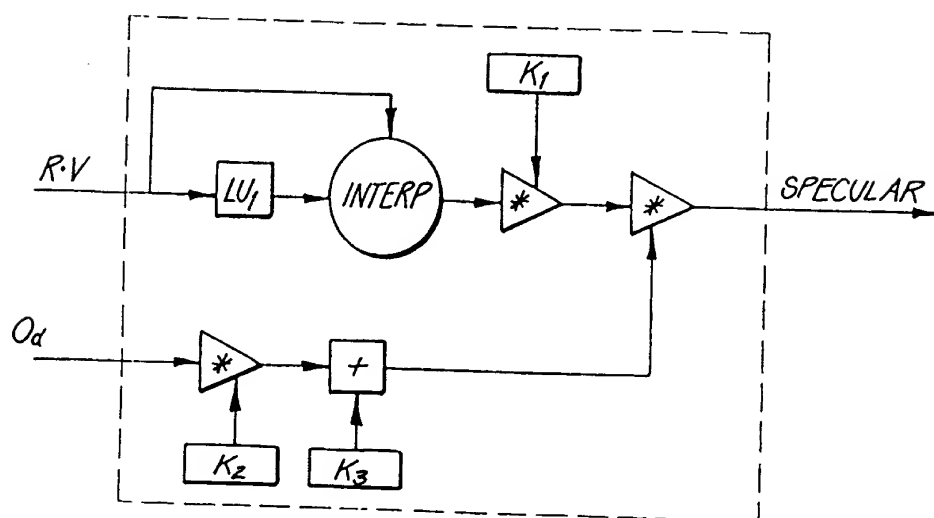 K1
R·V
LU1
INTERP
*
*
SPECULAR
Od
*
+
K2
K3